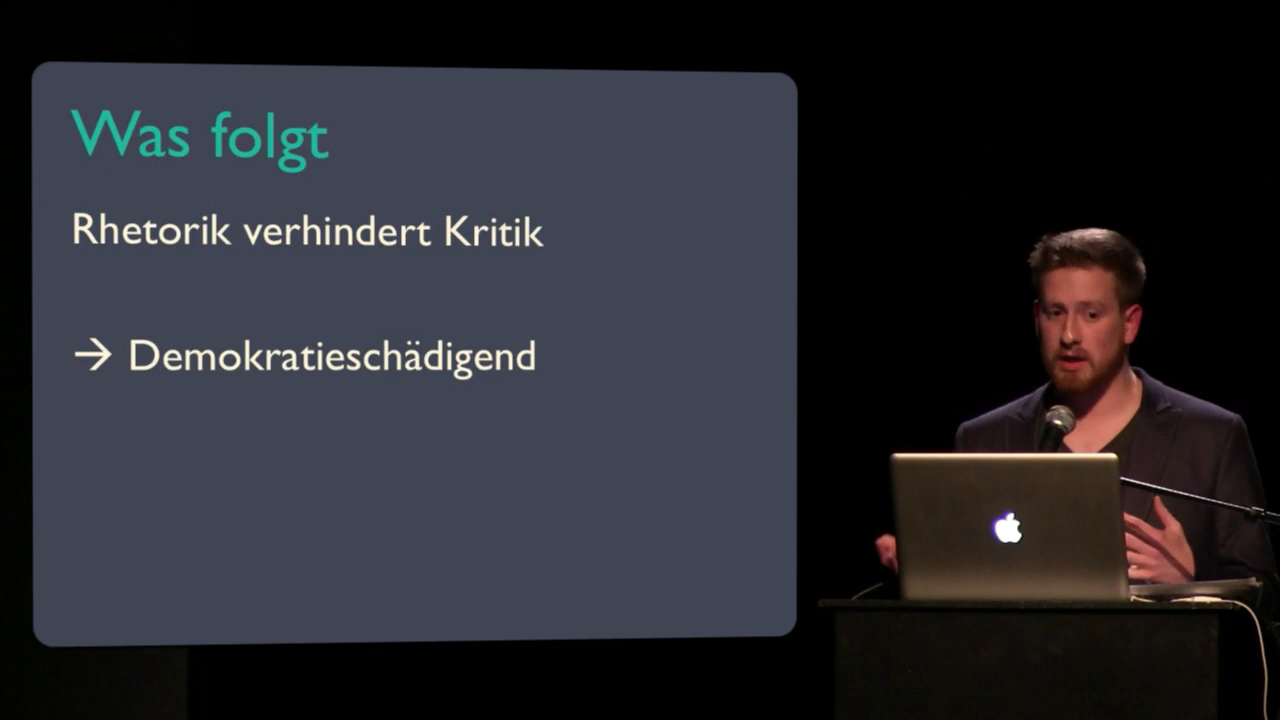 Was folgt
Rhetorik verhindert Kritik
→ Demokratieschädigend